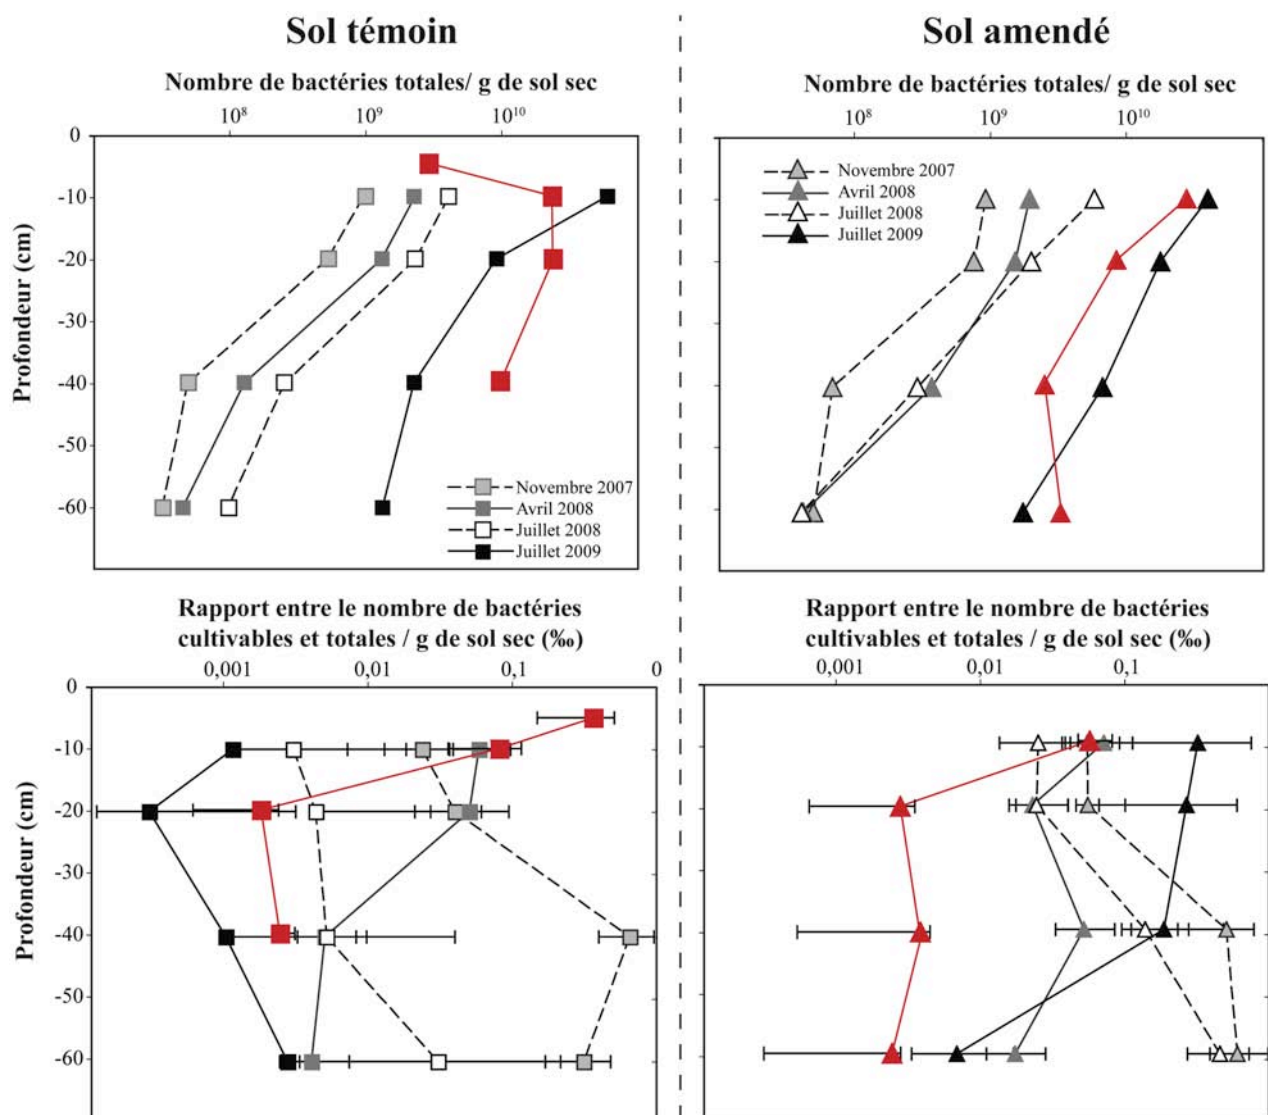 Sol témoin
Nombre de bactéries totales/ g de sol sec
10⁸ 10⁹ 10¹⁰
Profondeur (cm)
0
-10
-20
-30
-40
-50
-60
Novembre 2007
Avril 2008
Juillet 2008
Juillet 2009
Sol amendé
Nombre de bactéries totales/ g de sol sec
10⁸ 10⁹ 10¹⁰
Novembre 2007
Avril 2008
Juillet 2008
Juillet 2009
Rapport entre le nombre de bactéries
cultivables et totales / g de sol sec (‰)
0,001 0,01 0,1 0
Profondeur (cm)
0
-10
-20
-30
-40
-50
-60
Rapport entre le nombre de bactéries
cultivables et totales / g de sol sec (‰)
0,001 0,01 0,1